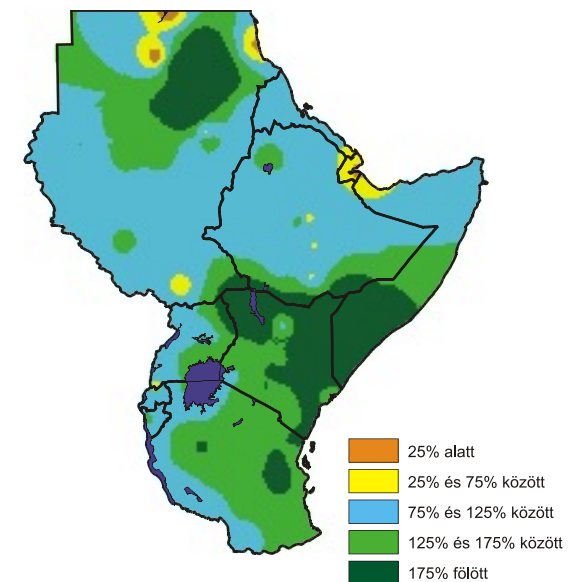 25% alatt
25% és 75% között
75% és 125% között
125% és 175% között
175% fölött